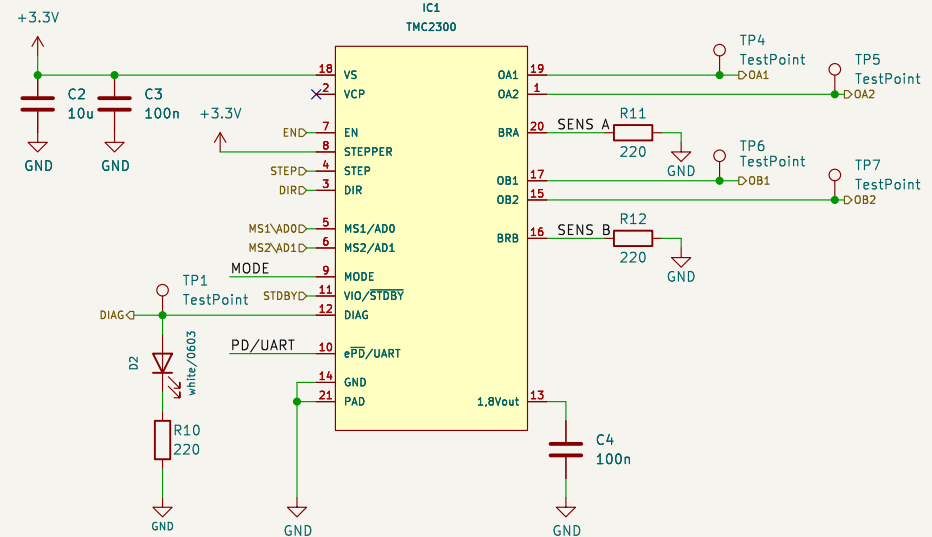 IC1
TMC2300
+3.3V
C2
10u
GND
C3
100n
GND
+3.3V
18 VS
2 VCP
END 7 EN
8 STEPPER
STEP 4 STEP
DIR 3 DIR
MS1\AD0 5 MS1/AD0
MS2\AD1 6 MS2/AD1
MODE 9 MODE
STDBY 11 VIO/STDBY
DIAG 12 DIAG
PD/UART 10 ePD/UART
14 GND
21 PAD
GND
TP1
TestPoint
D2
white/0603
R10
220
GND
OA1 19
OA2 1
BRA 20
OB1 17
OB2 15
BRB 16
1,8Vout 13
TP4
TestPoint
OA1
TP5
TestPoint
OA2
SENS A
R11
220
GND
TP6
TestPoint
OB1
TP7
TestPoint
OB2
SENS B
R12
220
GND
C4
100n
GND